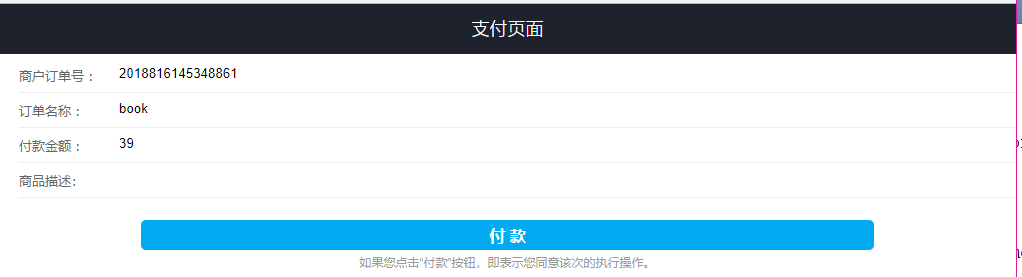 支付页面
商户订单号： 2018816145348861
订单名称： book
付款金额： 39
商品描述:
付 款
如果您点击“付款”按钮，即表示您同意该次的执行操作。